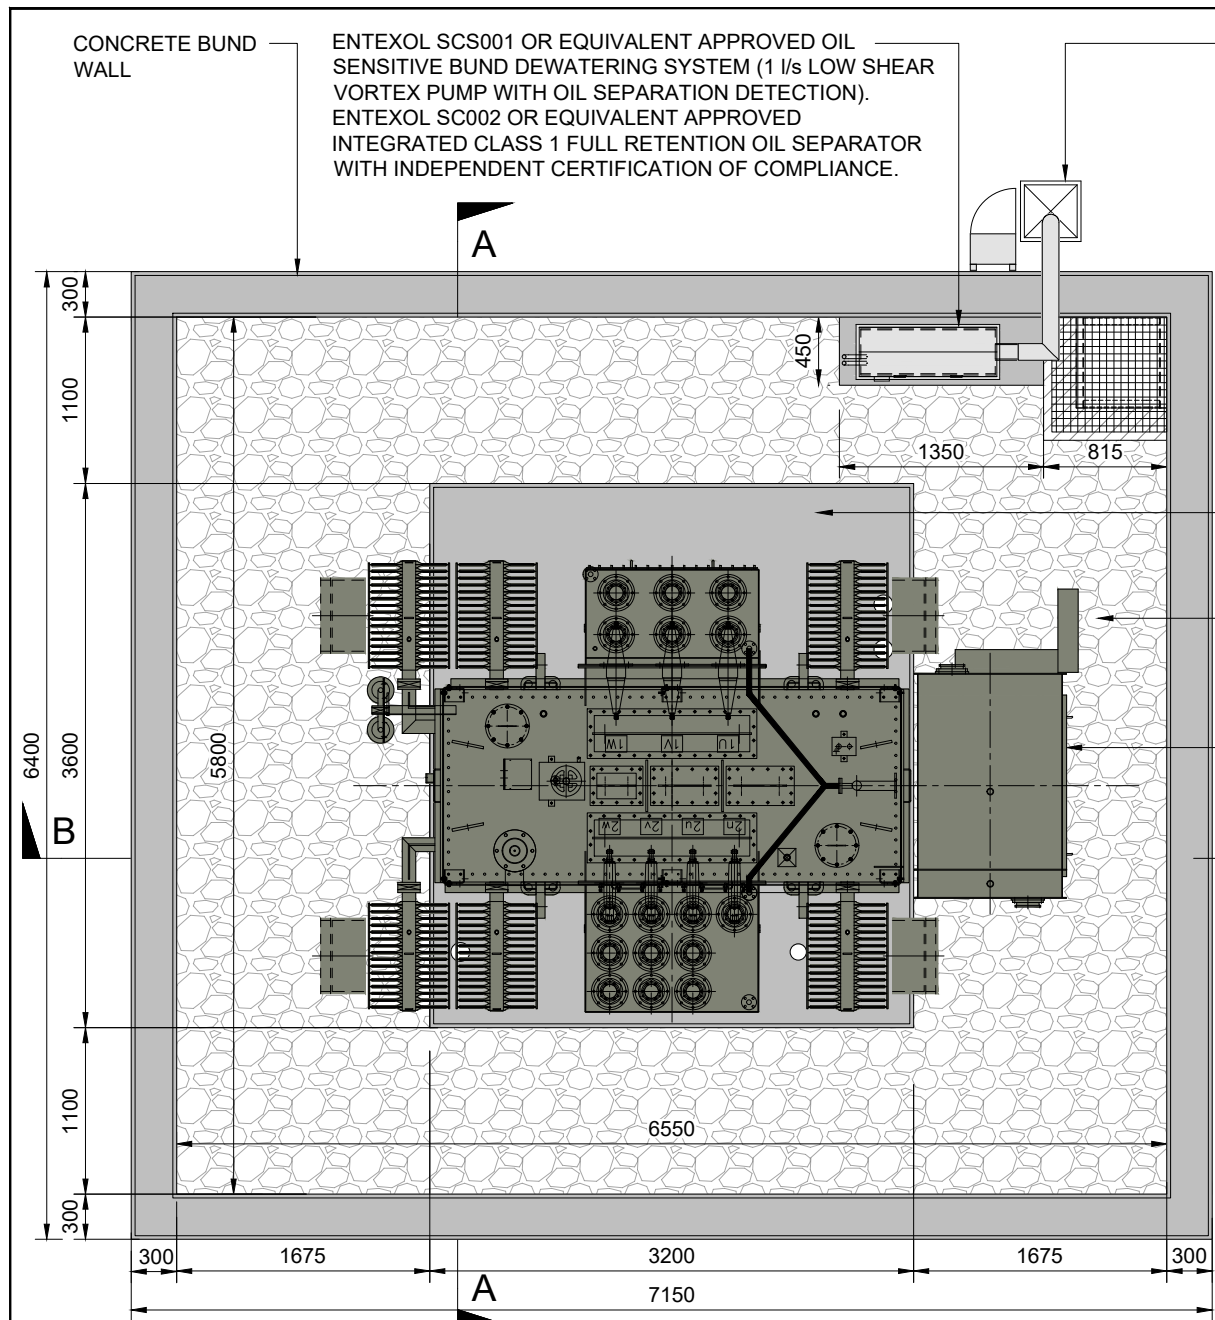 CONCRETE BUND
WALL
ENTEXOL SCS001 OR EQUIVALENT APPROVED OIL
SENSITIVE BUND DEWATERING SYSTEM (1 l/s LOW SHEAR
VORTEX PUMP WITH OIL SEPARATION DETECTION).
ENTEXOL SC002 OR EQUIVALENT APPROVED
INTEGRATED CLASS 1 FULL RETENTION OIL SEPARATOR
WITH INDEPENDENT CERTIFICATION OF COMPLIANCE.
A
300
450
1100
1350
815
1W
1V
1U
6400
3600
5800
B
2w
2v
2u
2n
1100
6550
300
300
1675
3200
1675
300
A
7150